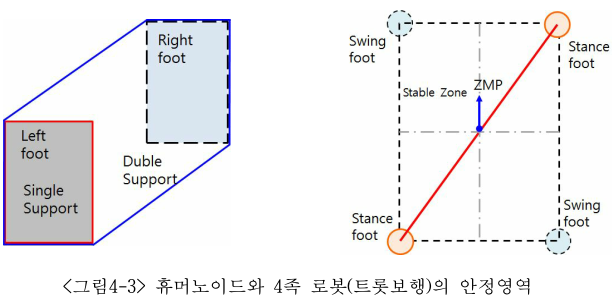 Right
foot
Left
foot
Single
Support
Duble
Support
Swing
foot
Stance
foot
Stable Zone
ZMP
Stance
foot
Swing
foot
<그림4-3> 휴머노이드와 4족 로봇(트롯보행)의 안정영역